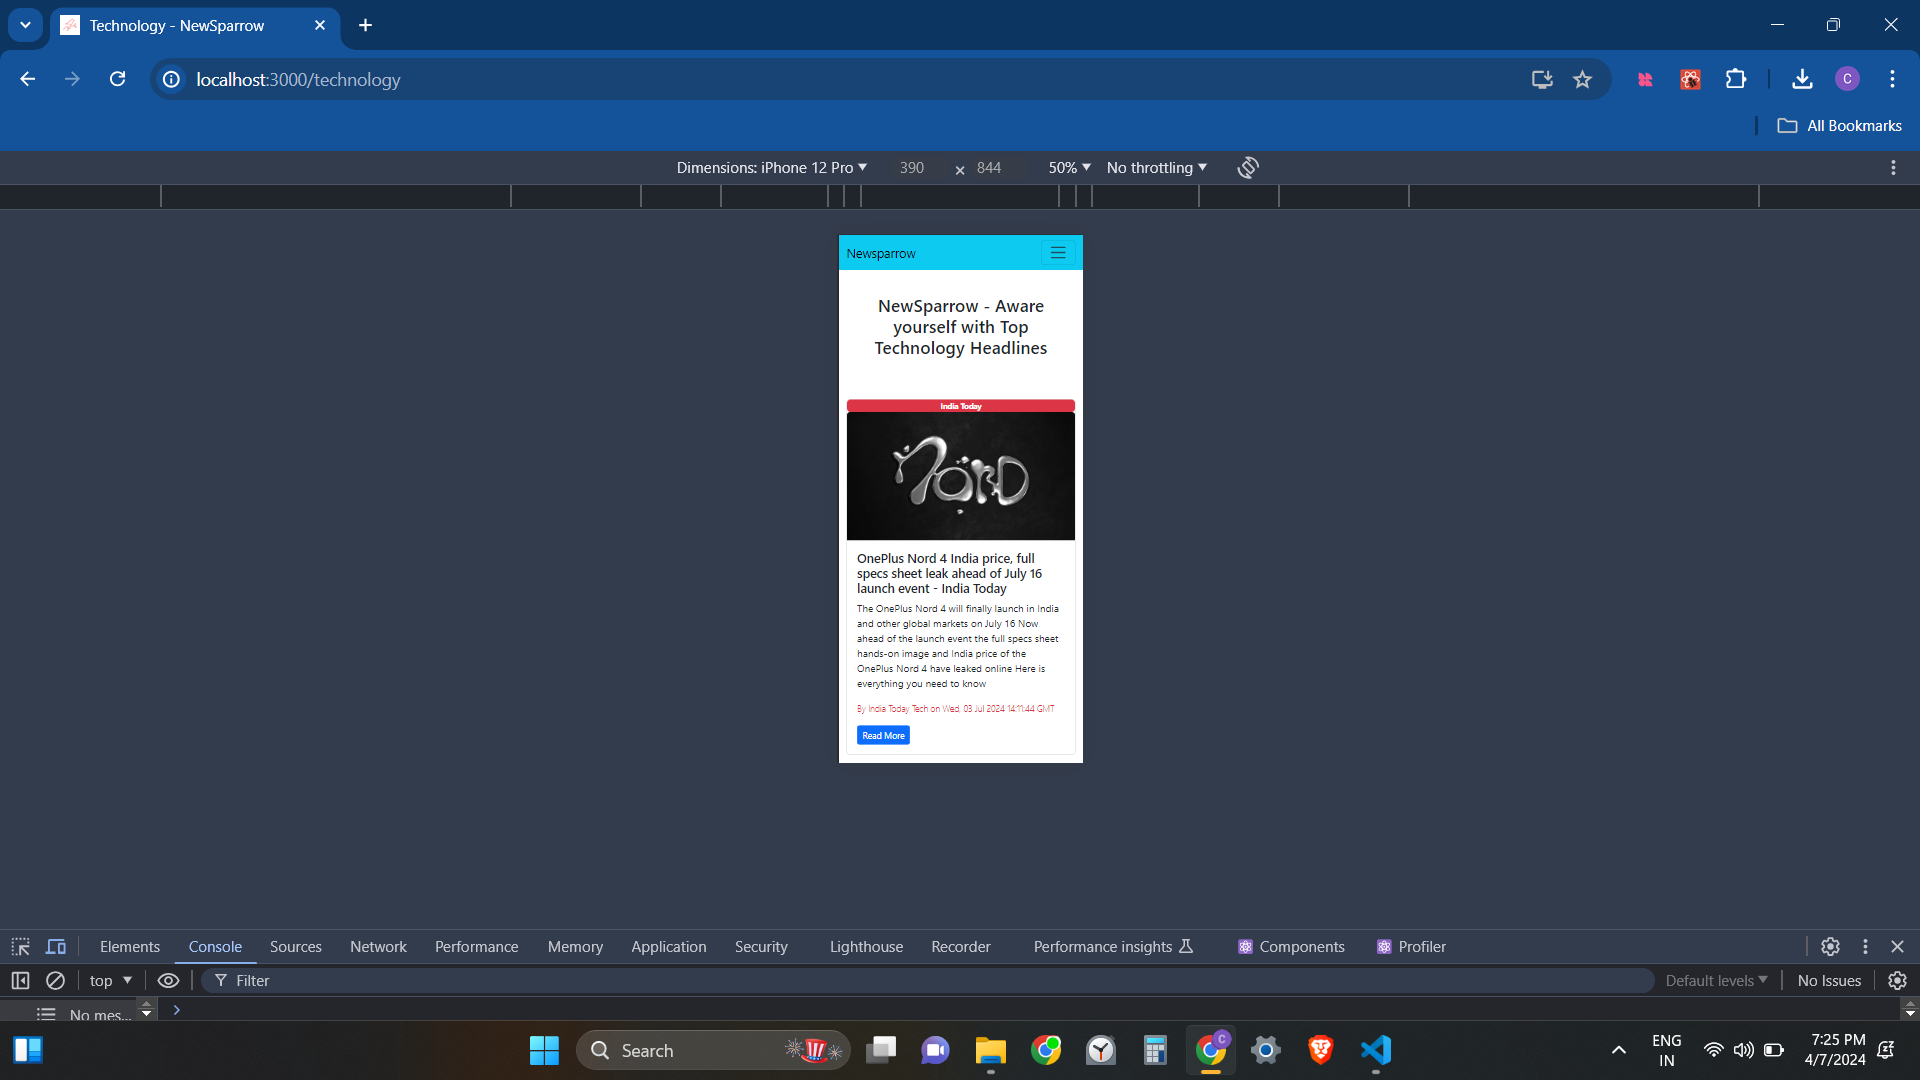 Technology - NewSparrow
localhost:3000/technology
C
All Bookmarks
Dimensions: iPhone 12 Pro 390 × 844 50% No throttling
Newsparrow
NewSparrow - Aware
yourself with Top
Technology Headlines
India Today
nord
OnePlus Nord 4 India price, full
specs sheet leak ahead of July 16
launch event - India Today
The OnePlus Nord 4 will finally launch in India
and other global markets on July 16 Now
ahead of the launch event the full specs sheet
hands-on image and India price of the
OnePlus Nord 4 have leaked online Here is
everything you need to know
By India Today Tech on Wed, 03 Jul 2024 14:11:44 GMT
Read More
Elements Console Sources Network Performance Memory Application Security Lighthouse Recorder Performance insights Components Profiler
top Filter Default levels No Issues
No mes...
Search
C
ENG
IN
7:25 PM
4/7/2024